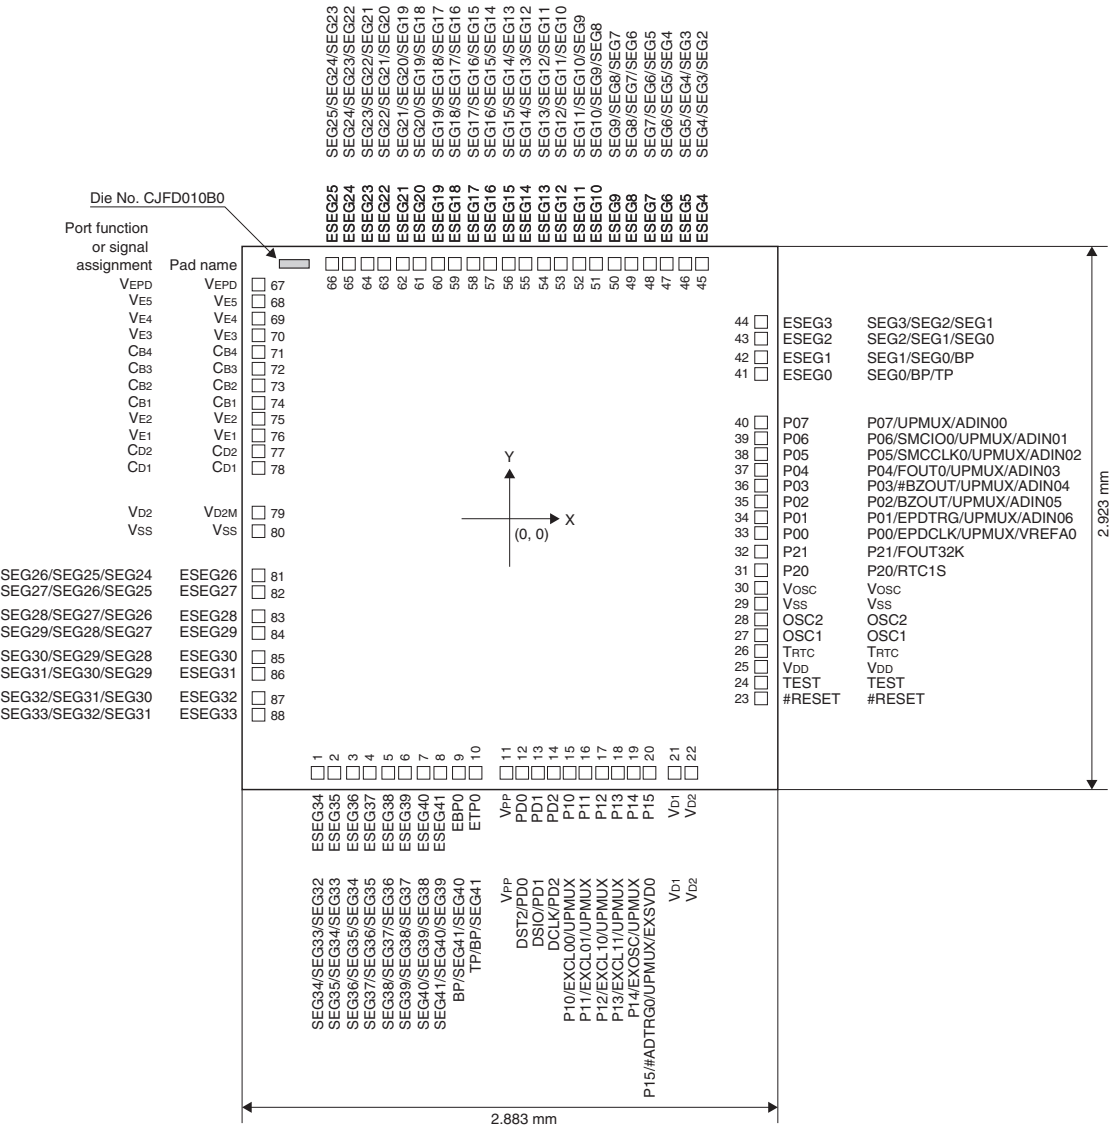 SEG25/SEG24/SEG23
SEG24/SEG23/SEG22
SEG23/SEG22/SEG21
SEG22/SEG21/SEG20
SEG21/SEG20/SEG19
SEG20/SEG19/SEG18
SEG19/SEG18/SEG17
SEG18/SEG17/SEG16
SEG17/SEG16/SEG15
SEG16/SEG15/SEG14
SEG15/SEG14/SEG13
SEG14/SEG13/SEG12
SEG13/SEG12/SEG11
SEG12/SEG11/SEG10
SEG11/SEG10/SEG9
SEG10/SEG9/SEG8
SEG9/SEG8/SEG7
SEG8/SEG7/SEG6
SEG7/SEG6/SEG5
SEG6/SEG5/SEG4
SEG5/SEG4/SEG3
SEG4/SEG3/SEG2
ESEG25
ESEG24
ESEG23
ESEG22
ESEG21
ESEG20
ESEG19
ESEG18
ESEG17
ESEG16
ESEG15
ESEG14
ESEG13
ESEG12
ESEG11
ESEG10
ESEG9
ESEG8
ESEG7
ESEG6
ESEG5
ESEG4
66
65
64
63
62
61
60
59
58
57
56
55
54
53
52
51
50
49
48
47
46
45
Die No. CJFD010B0
Port function
or signal
assignment Pad name
VEPD VEPD 67
VE5 VE5 68
VE4 VE4 69
VE3 VE3 70
CB4 CB4 71
CB3 CB3 72
CB2 CB2 73
CB1 CB1 74
VE2 VE2 75
VE1 VE1 76
CD2 CD2 77
CD1 CD1 78
VD2 VD2M 79
VSS VSS 80
SEG26/SEG25/SEG24 ESEG26 81
SEG27/SEG26/SEG25 ESEG27 82
SEG28/SEG27/SEG26 ESEG28 83
SEG29/SEG28/SEG27 ESEG29 84
SEG30/SEG29/SEG28 ESEG30 85
SEG31/SEG30/SEG29 ESEG31 86
SEG32/SEG31/SEG30 ESEG32 87
SEG33/SEG32/SEG31 ESEG33 88
Y
X
(0, 0)
44 ESEG3 SEG3/SEG2/SEG1
43 ESEG2 SEG2/SEG1/SEG0
42 ESEG1 SEG1/SEG0/BP
41 ESEG0 SEG0/BP/TP
40 P07 P07/UPMUX/ADIN00
39 P06 P06/SMCIO0/UPMUX/ADIN01
38 P05 P05/SMCCLK0/UPMUX/ADIN02
37 P04 P04/FOUT0/UPMUX/ADIN03
36 P03 P03/#BZOUT/UPMUX/ADIN04
35 P02 P02/BZOUT/UPMUX/ADIN05
34 P01 P01/EPDTRG/UPMUX/ADIN06
33 P00 P00/EPDCLK/UPMUX/VREFA0
32 P21 P21/FOUT32K
31 P20 P20/RTC1S
30 VOSC VOSC
29 VSS VSS
28 OSC2 OSC2
27 OSC1 OSC1
26 TRTC TRTC
25 VDD VDD
24 TEST TEST
23 #RESET #RESET
2.923 mm
1
2
3
4
5
6
7
8
9
10
11
12
13
14
15
16
17
18
19
20
21
22
ESEG34
ESEG35
ESEG36
ESEG37
ESEG38
ESEG39
ESEG40
ESEG41
EBP0
ETP0
VPP
PD0
PD1
PD2
P10
P11
P12
P13
P14
P15
VD1
VD2
SEG34/SEG33/SEG32
SEG35/SEG34/SEG33
SEG36/SEG35/SEG34
SEG37/SEG36/SEG35
SEG38/SEG37/SEG36
SEG39/SEG38/SEG37
SEG40/SEG39/SEG38
SEG41/SEG40/SEG39
BP/SEG41/SEG40
TP/BP/SEG41
VPP
DST2/PD0
DSIO/PD1
DCLK/PD2
P10/EXCL00/UPMUX
P11/EXCL01/UPMUX
P12/EXCL10/UPMUX
P13/EXCL11/UPMUX
P14/EXOSC/UPMUX
P15/#ADTRG0/UPMUX/EXSVD0
VD1
VD2
2.883 mm